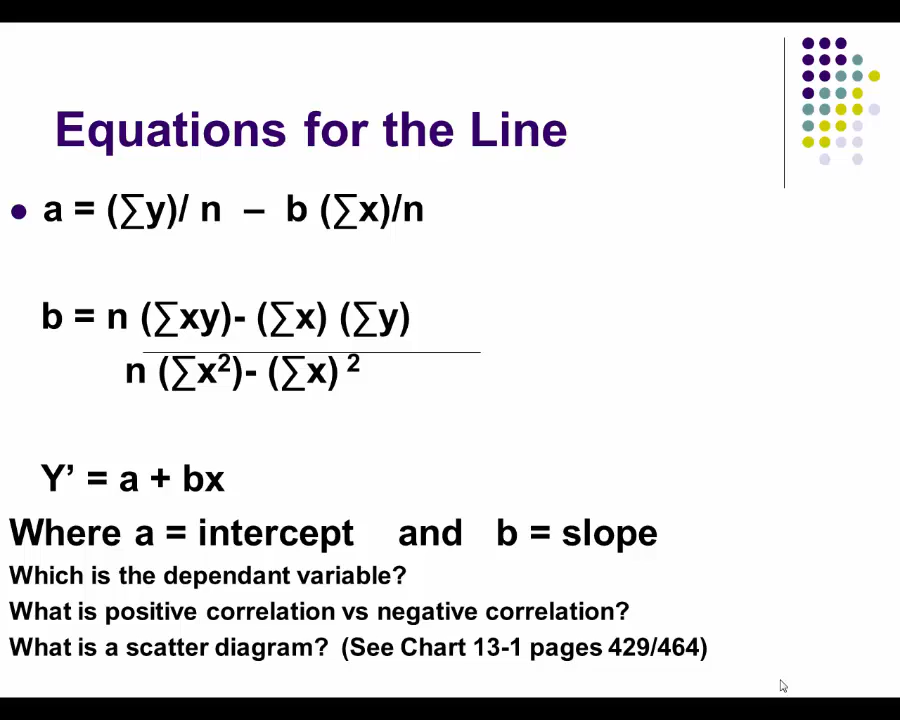 Equations for the Line
• a = (∑y)/ n – b (∑x)/n
b = n (∑xy)- (∑x) (∑y)
n (∑x²)- (∑x) ²
Y’ = a + bx
Where a = intercept and b = slope
Which is the dependant variable?
What is positive correlation vs negative correlation?
What is a scatter diagram? (See Chart 13-1 pages 429/464)